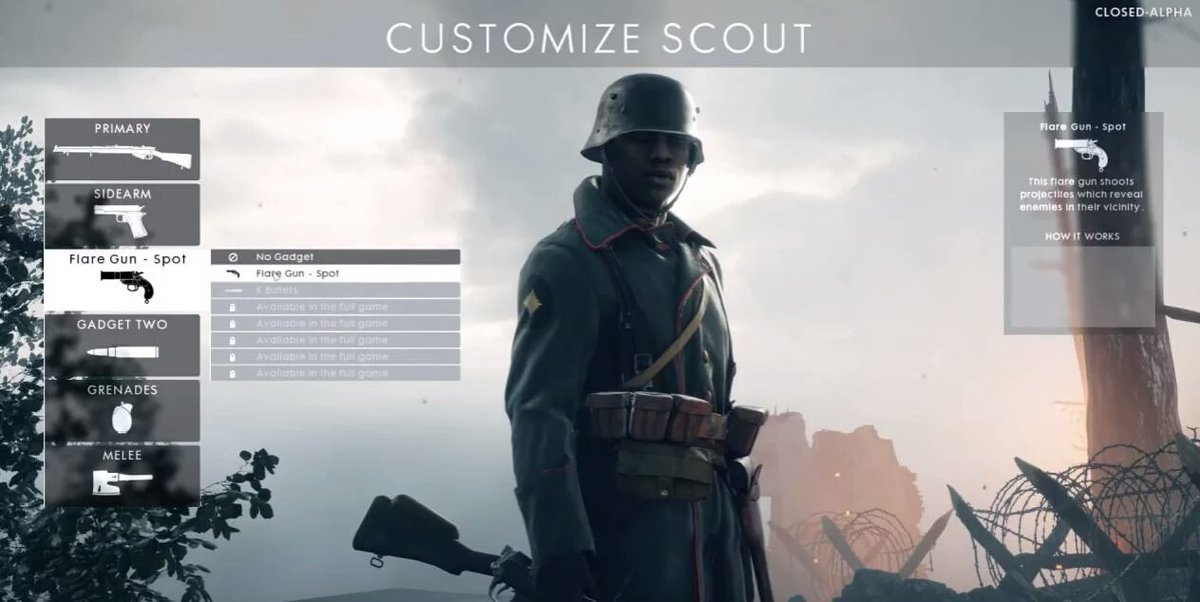 CLOSED-ALPHA
CUSTOMIZE SCOUT
PRIMARY
SIDEARM
Flare Gun - Spot
GADGET TWO
GRENADES
MELEE
No Gadget
Flare Gun - Spot
K Bullets
Available in the full game
Available in the full game
Available in the full game
Available in the full game
Available in the full game
Flare Gun - Spot
This flare gun shoots
projectiles which reveal
enemies in their vicinity.
HOW IT WORKS